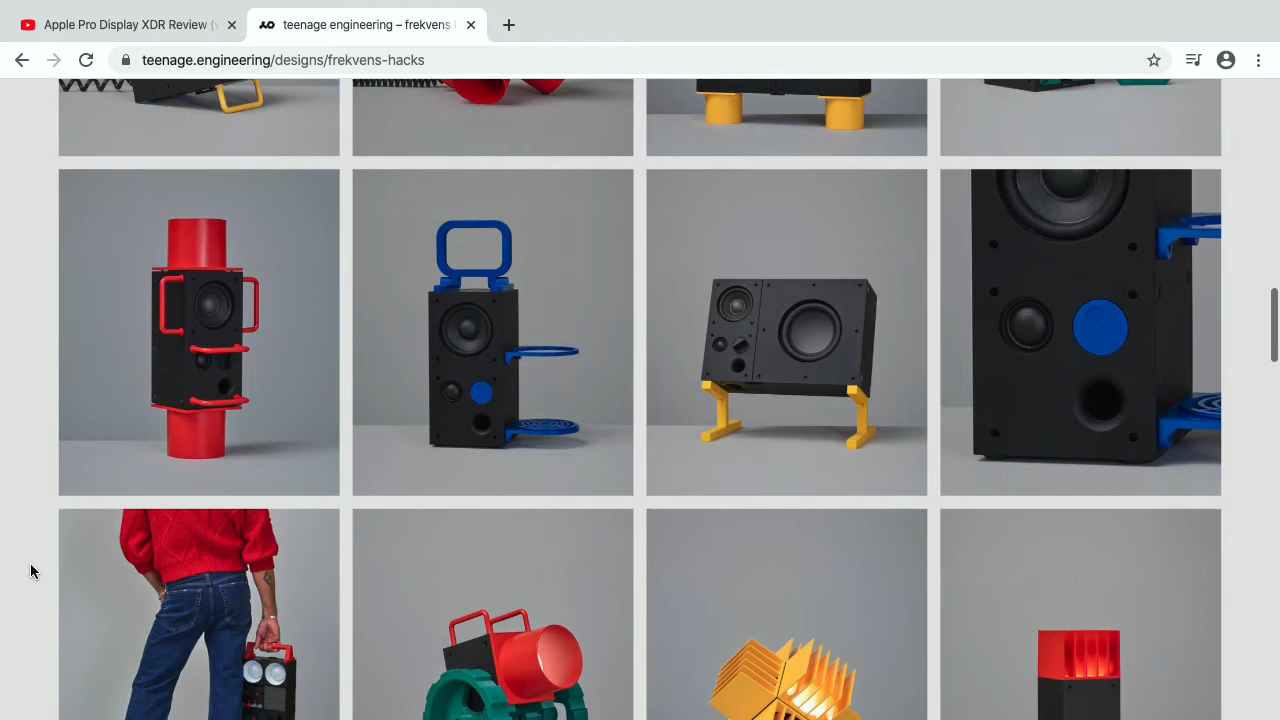 Apple Pro Display XDR Review (
teenage engineering – frekvens
teenage.engineering/designs/frekvens-hacks